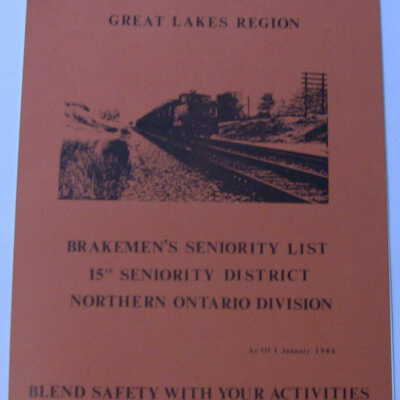 GREAT LAKES REGION
BRAKEMEN'S SENIORITY LIST
15TH SENIORITY DISTRICT
NORTHERN ONTARIO DIVISION
As Of 1 January
BLEND SAFETY WITH YOUR ACTIVITIES